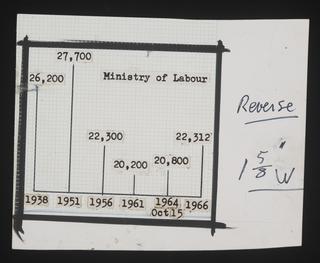 27,700
26,200
Ministry of Labour
22,300
22,312
20,200
20,800
1938 1951 1956 1961 1964 1966
Oct15
Reverse
1 5/8" W